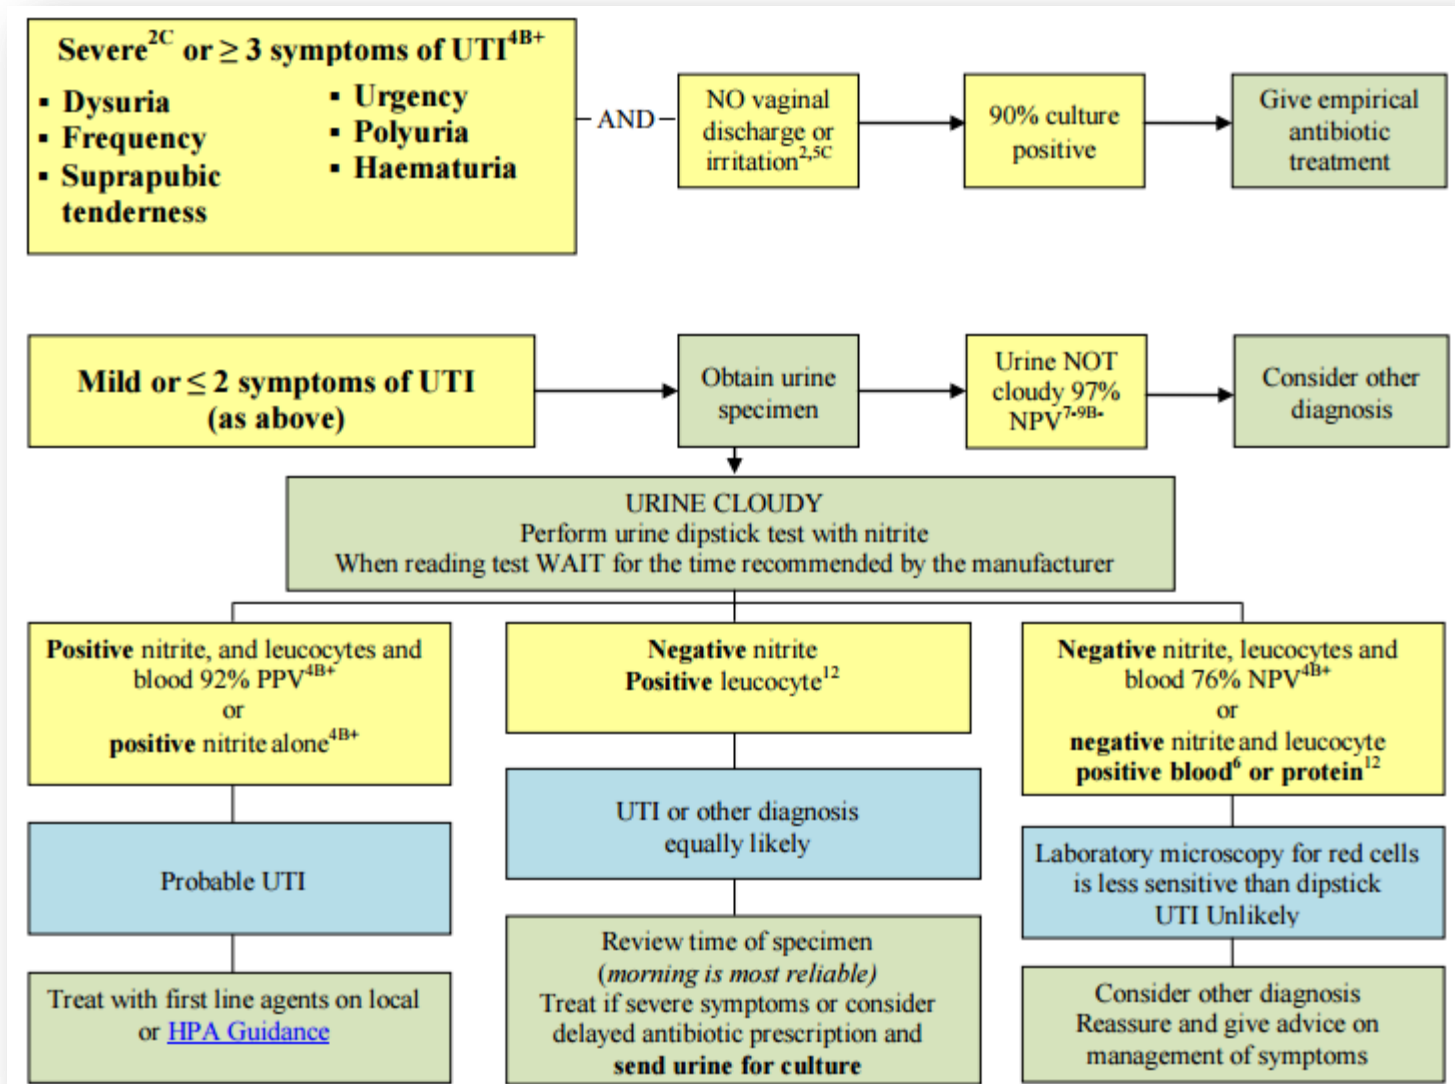 Severe2C or ≥ 3 symptoms of UTI4B+
▪ Dysuria
▪ Frequency
▪ Suprapubic
tenderness
▪ Urgency
▪ Polyuria
▪ Haematuria
AND
NO vaginal
discharge or
irritation2,5C
90% culture
positive
Give empirical
antibiotic
treatment
Mild or ≤ 2 symptoms of UTI
(as above)
Obtain urine
specimen
Urine NOT
cloudy 97%
NPV7-9B-
Consider other
diagnosis
URINE CLOUDY
Perform urine dipstick test with nitrite
When reading test WAIT for the time recommended by the manufacturer
Positive nitrite, and leucocytes and
blood 92% PPV4B+
or
positive nitrite alone4B+
Probable UTI
Treat with first line agents on local
or HPA Guidance
Negative nitrite
Positive leucocyte12
UTI or other diagnosis
equally likely
Review time of specimen
(morning is most reliable)
Treat if severe symptoms or consider
delayed antibiotic prescription and
send urine for culture
Negative nitrite, leucocytes and
blood 76% NPV4B+
or
negative nitrite and leucocyte
positive blood6 or protein12
Laboratory microscopy for red cells
is less sensitive than dipstick
UTI Unlikely
Consider other diagnosis
Reassure and give advice on
management of symptoms